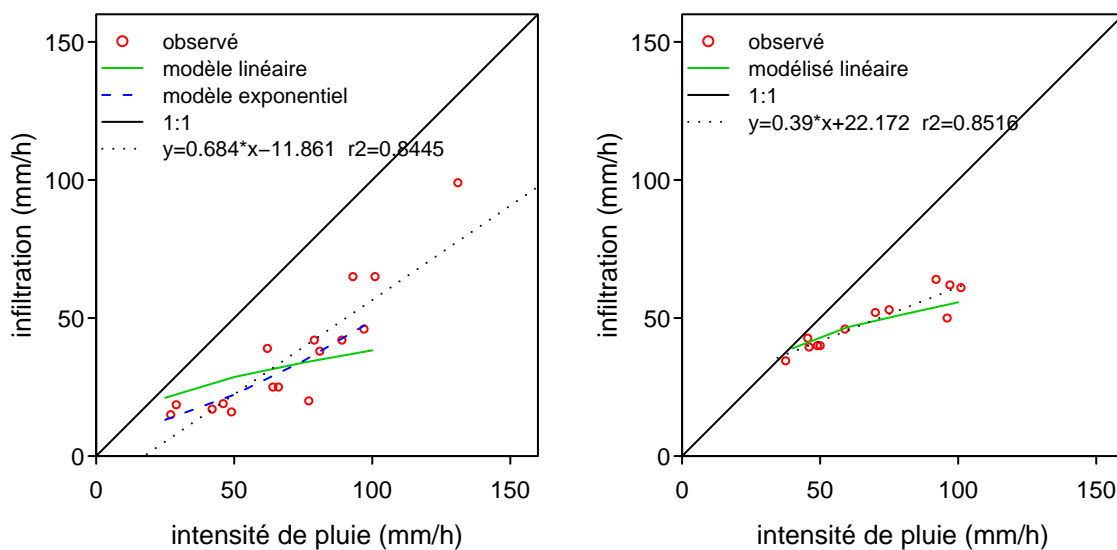 150
100
50
0
infiltration (mm/h)
observé
modèle linéaire
modèle exponentiel
1:1
y=0.684*x−11.861 r2=0.8445
0 50 100 150
intensité de pluie (mm/h)
150
100
50
0
infiltration (mm/h)
observé
modélisé linéaire
1:1
y=0.39*x+22.172 r2=0.8516
0 50 100 150
intensité de pluie (mm/h)